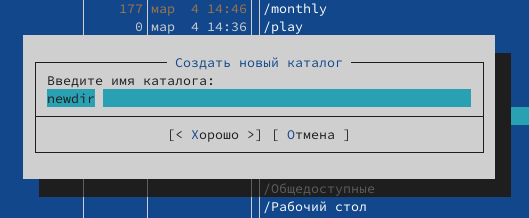 177 мар 4 14:46 /monthly
0 мар 4 14:36 /play
Создать новый каталог
Введите имя каталога:
newdir
[< Хорошо >] [ Отмена ]
/Общедоступные
/Рабочий стол